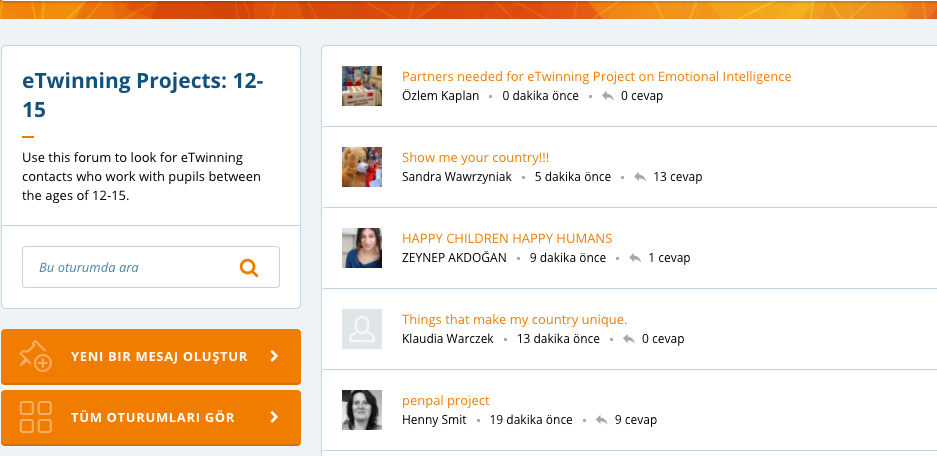 eTwinning Projects: 12-
15
Use this forum to look for eTwinning
contacts who work with pupils between
the ages of 12-15.
Bu oturumda ara
YENİ BİR MESAJ OLUŞTUR
TÜM OTURUMLARI GÖR
Partners needed for eTwinning Project on Emotional Intelligence
Özlem Kaplan • 0 dakika önce • 0 cevap
Show me your country!!!
Sandra Wawrzyniak • 5 dakika önce • 13 cevap
HAPPY CHILDREN HAPPY HUMANS
ZEYNEP AKDOĞAN • 9 dakika önce • 1 cevap
Things that make my country unique.
Klaudia Warczek • 13 dakika önce • 0 cevap
penpal project
Henny Smit • 19 dakika önce • 9 cevap